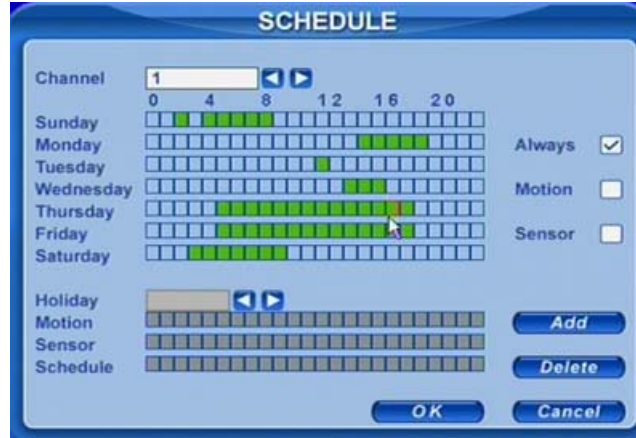 SCHEDULE
Channel 1
0 4 8 12 16 20
Sunday
Monday
Always
Tuesday
Wednesday
Motion
Thursday
Friday
Sensor
Saturday
Holiday
Motion
Add
Sensor
Schedule
Delete
OK
Cancel